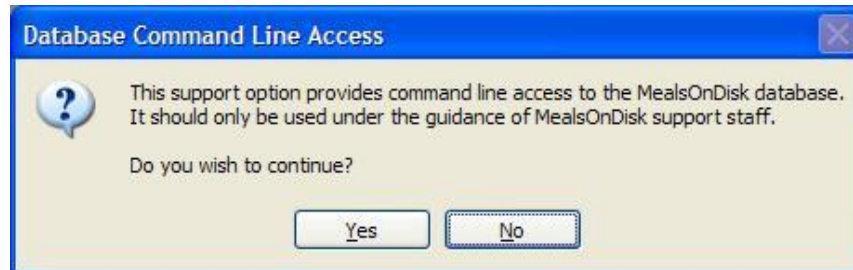 Database Command Line Access
This support option provides command line access to the MealsOnDisk database.
It should only be used under the guidance of MealsOnDisk support staff.
Do you wish to continue?
Yes No